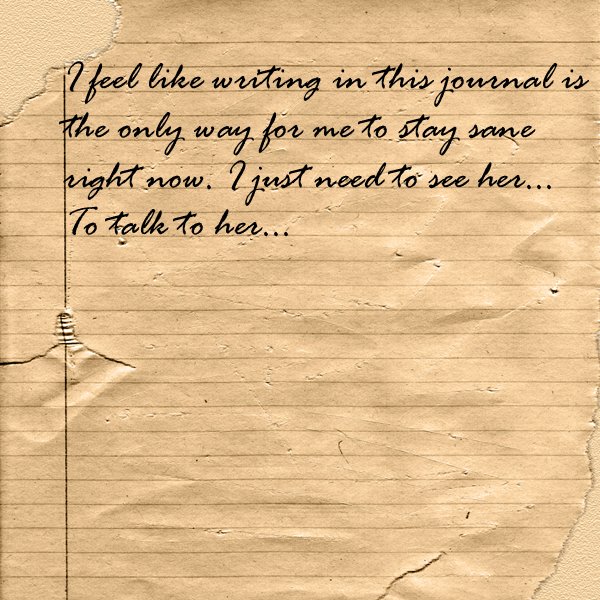 I feel like writing in this journal is
the only way for me to stay sane
right now. I just need to see her...
To talk to her...